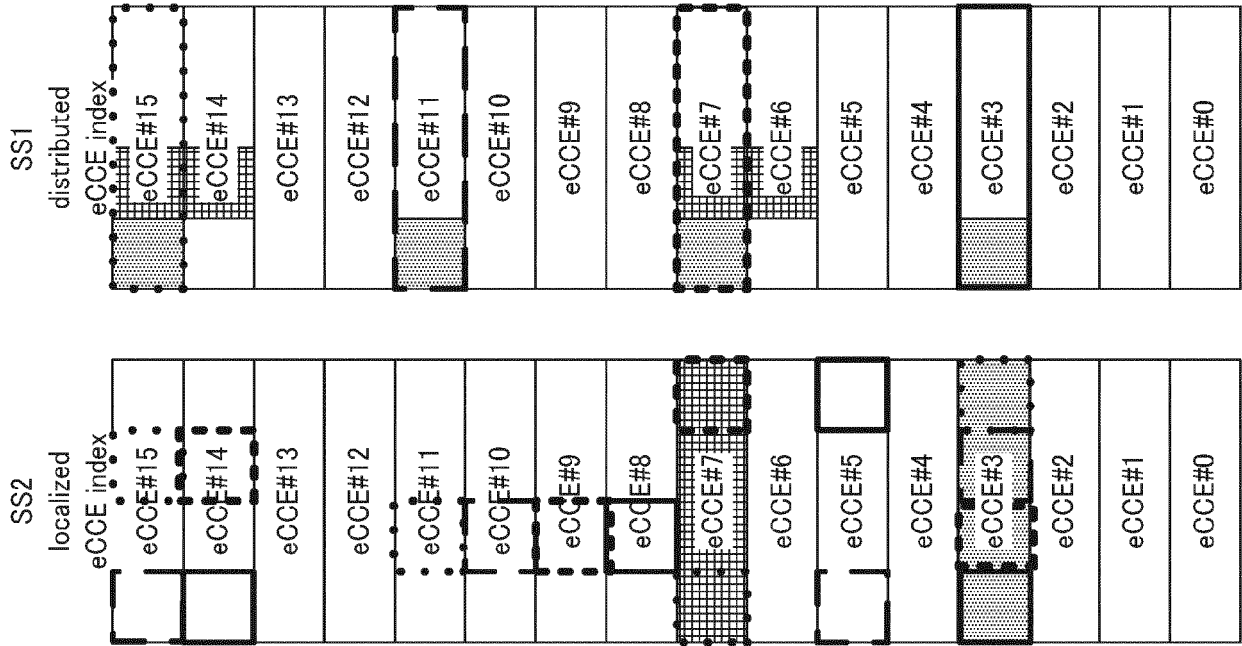 SS2
localized
eCCE index
eCCE#15
eCCE#14
eCCE#13
eCCE#12
eCCE#11
eCCE#10
eCCE#9
eCCE#8
eCCE#7
eCCE#6
eCCE#5
eCCE#4
eCCE#3
eCCE#2
eCCE#1
eCCE#0
SS1
distributed
eCCE index
eCCE#15
eCCE#14
eCCE#13
eCCE#12
eCCE#11
eCCE#10
eCCE#9
eCCE#8
eCCE#7
eCCE#6
eCCE#5
eCCE#4
eCCE#3
eCCE#2
eCCE#1
eCCE#0